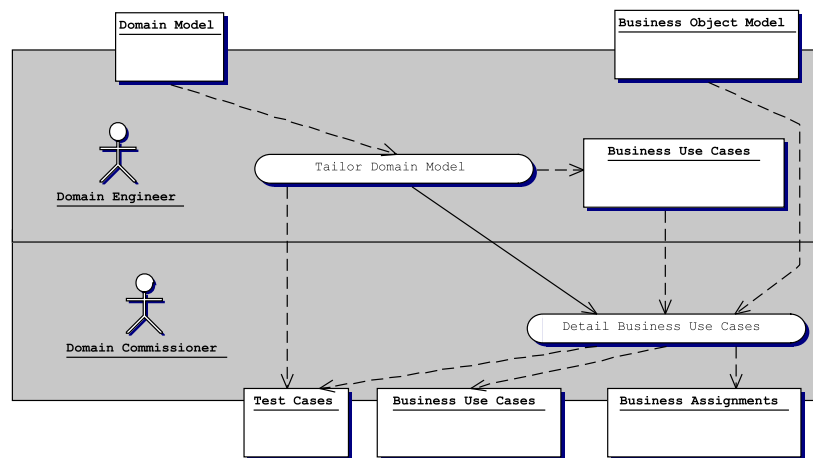 Domain Model
Business Object Model
Tailor Domain Model
Business Use Cases
Domain Engineer
Detail Business Use Cases
Domain Commissioner
Test Cases
Business Use Cases
Business Assignments